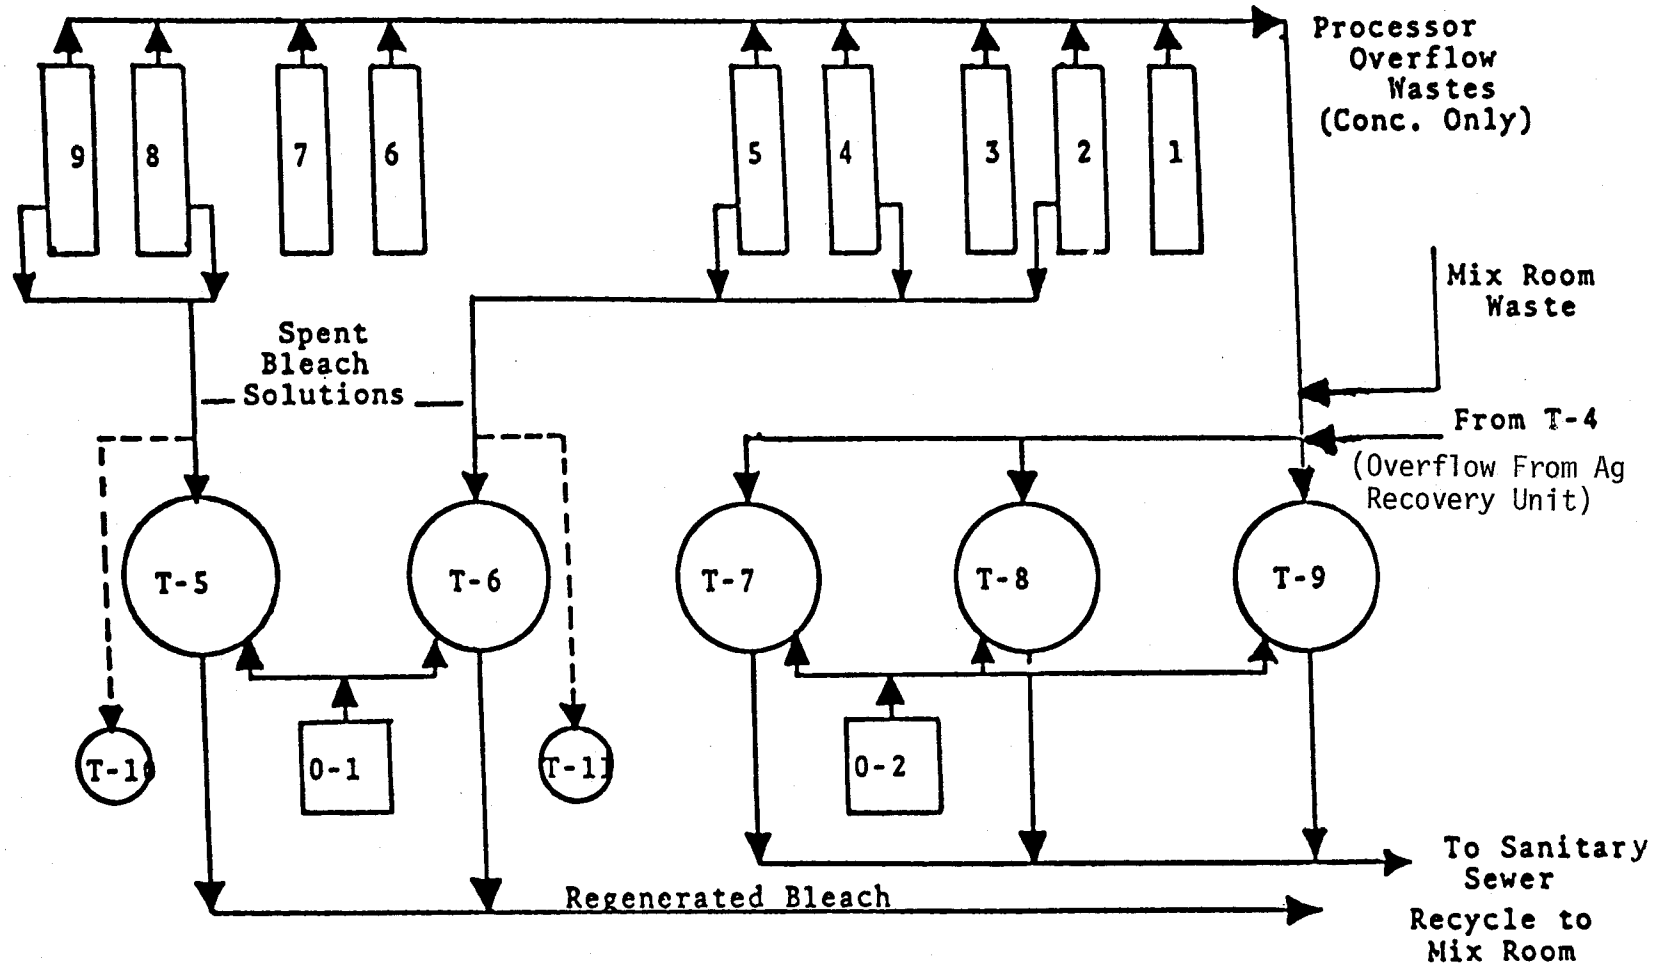 Processor
Overflow
Wastes
(Conc. Only)
9
8
7
6
5
4
3
2
1
Mix Room
Waste
Spent
Bleach
Solutions
From T-4
(Overflow From Ag
Recovery Unit)
T-5
T-6
T-7
T-8
T-9
T-10
O-1
T-11
O-2
To Sanitary
Sewer
Regenerated Bleach
Recycle to
Mix Room